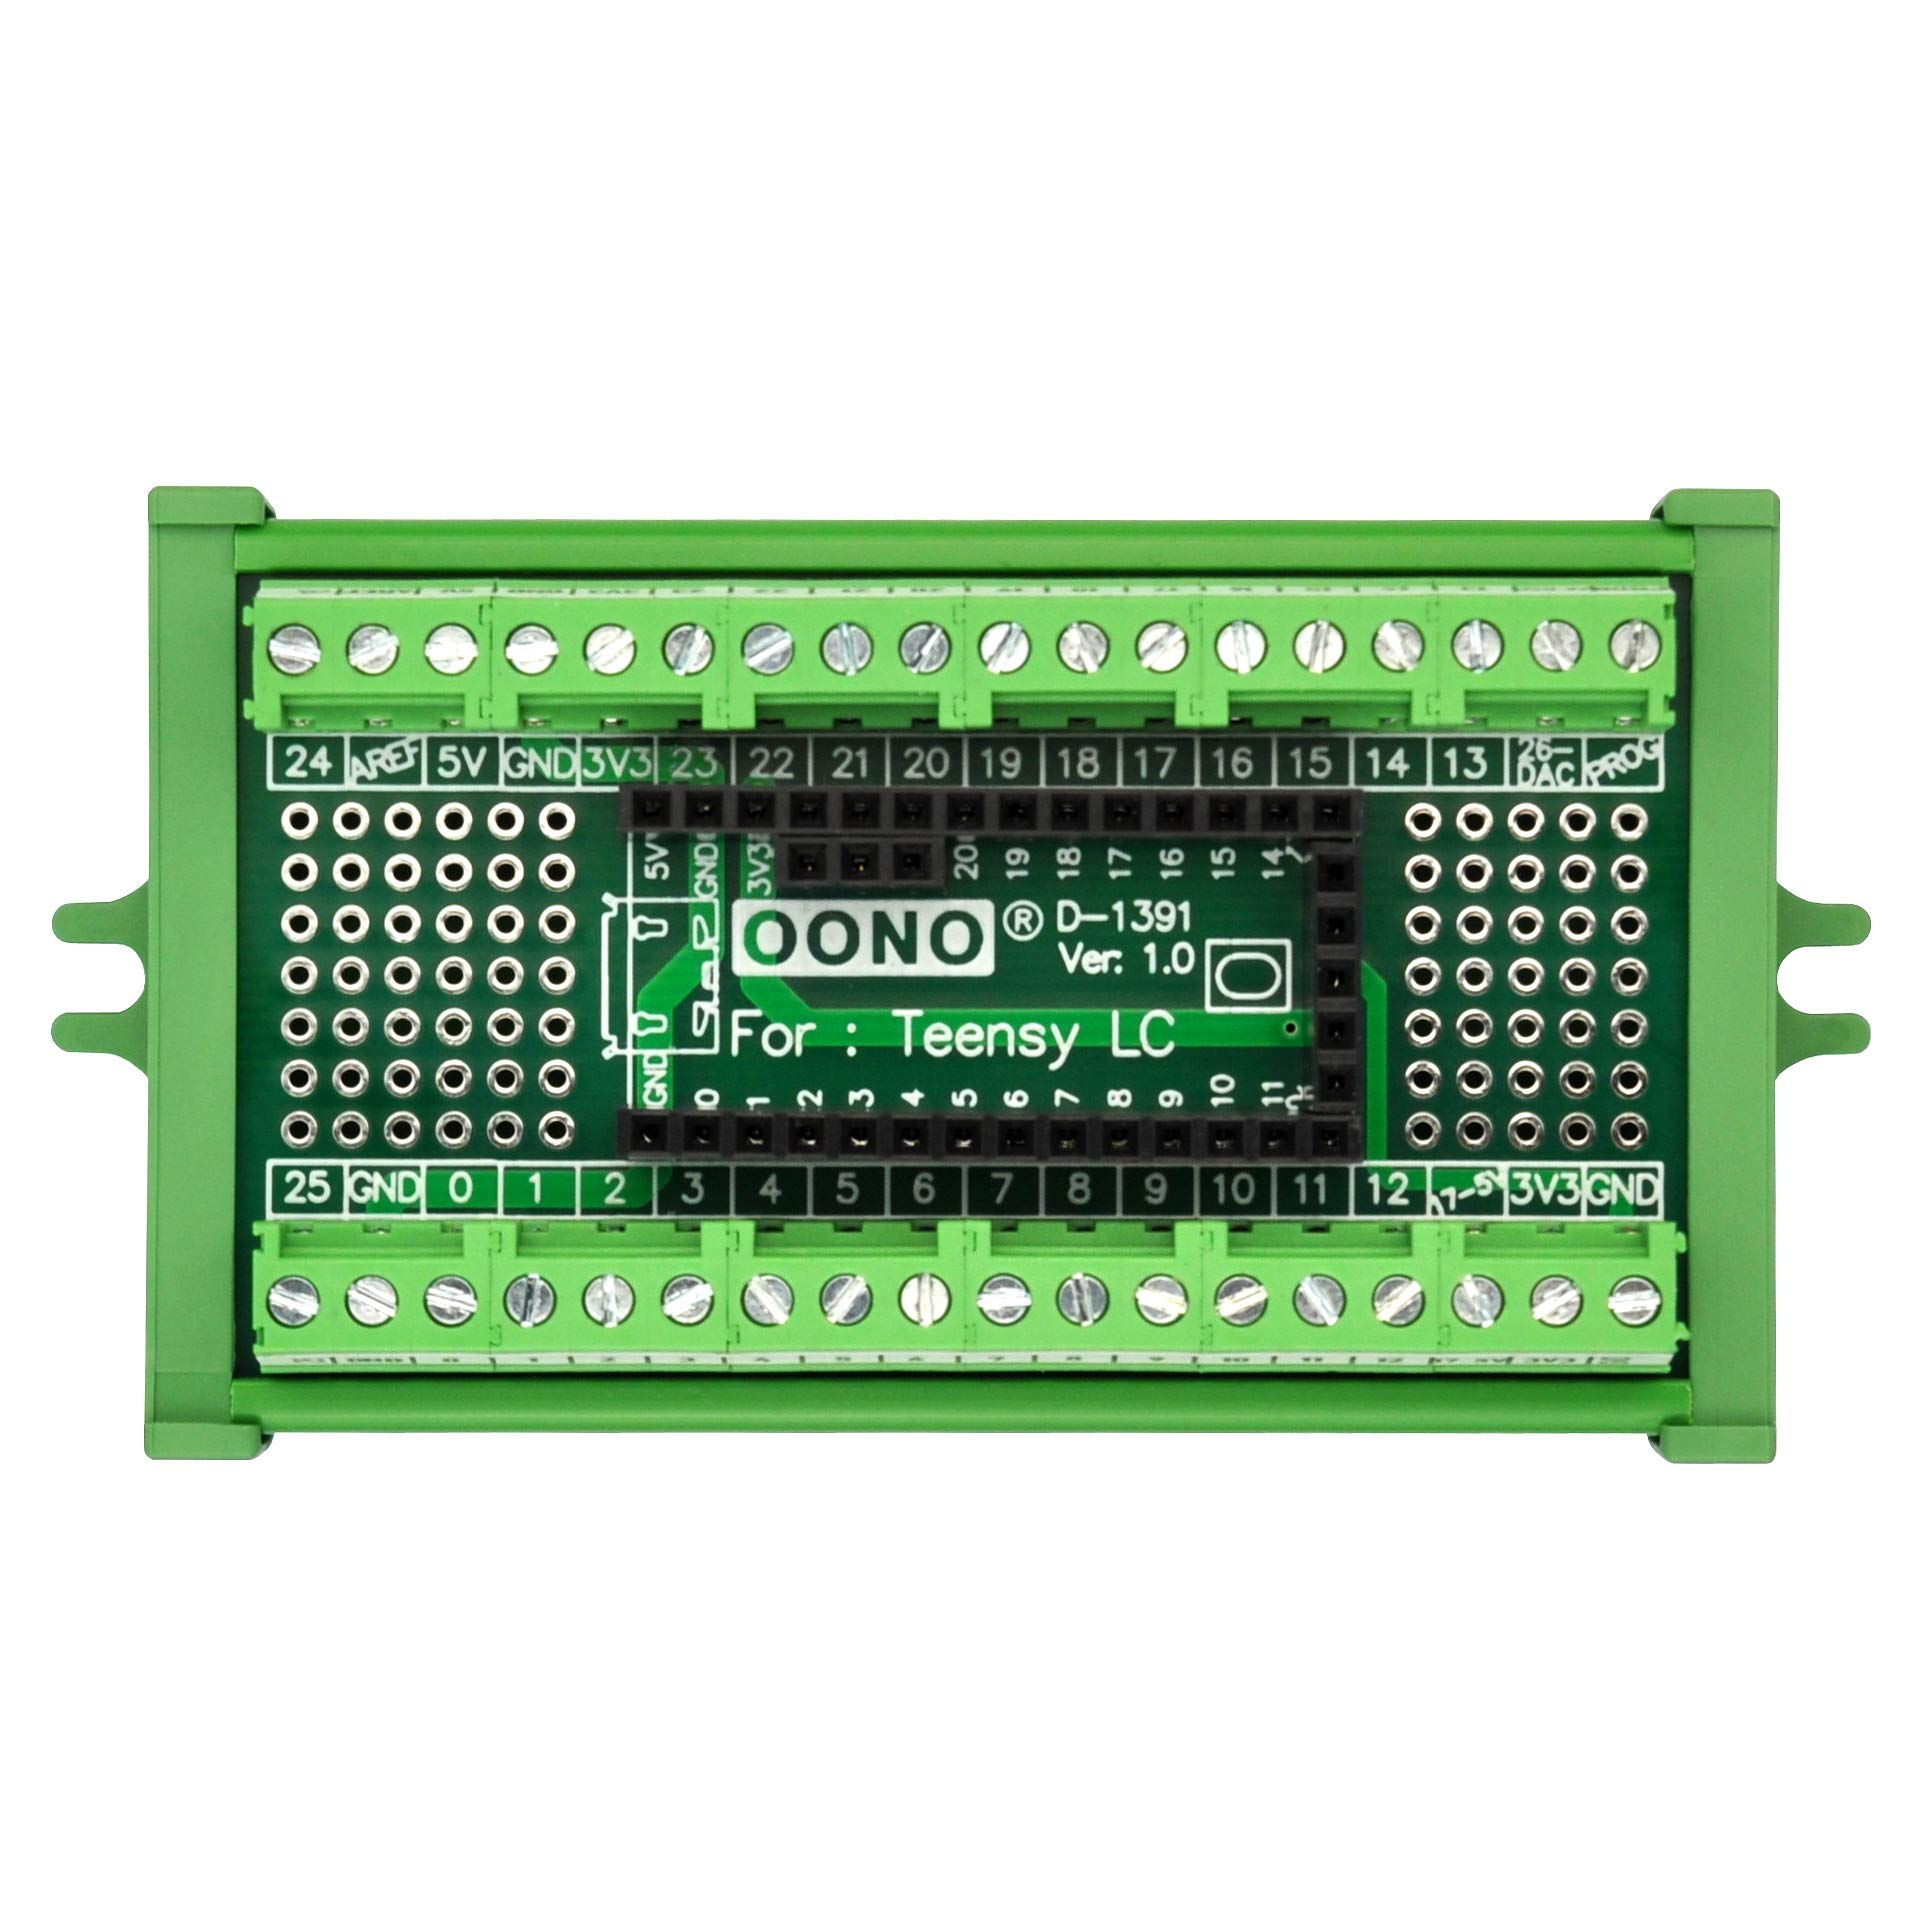 24 AREF 5V GND 3V3 23 22 21 20 19 18 17 16 15 14 13 26-DAC PROG
5V GND 3V3 20 19 18 17 16 15 14
OONO ® D-1391
Ver: 1.0
For : Teensy LC
GND 0 1 2 3 4 5 6 7 8 9 10 11
25 GND 0 1 2 3 4 5 6 7 8 9 10 11 12 17-5V 3V3 GND